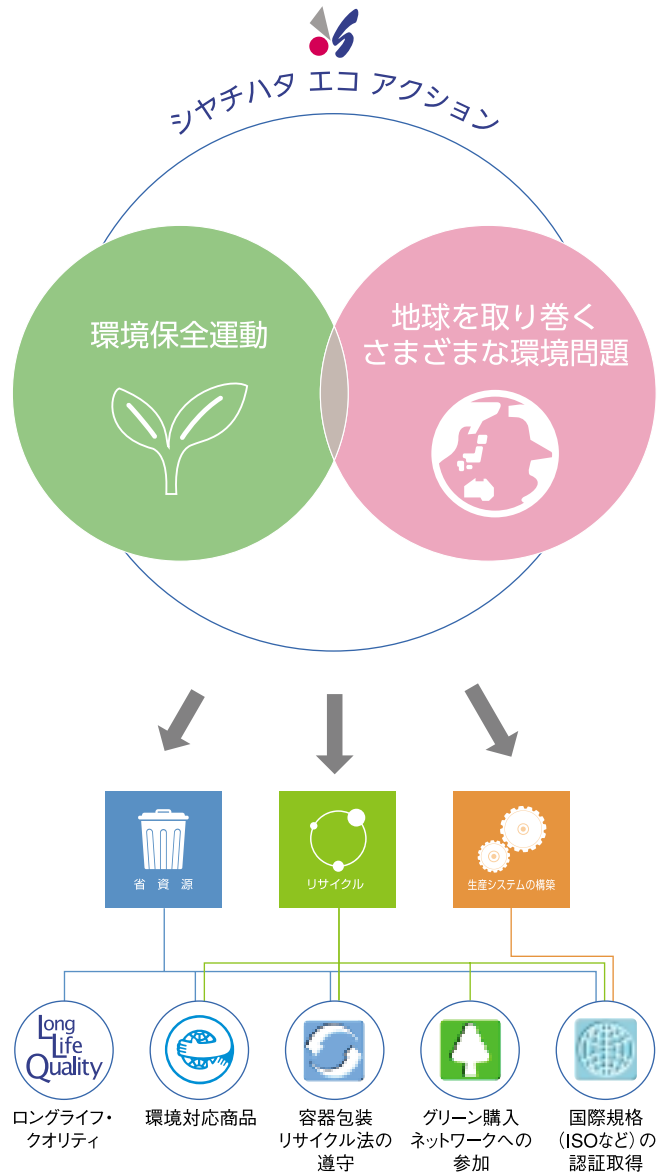 シヤチハタ エコ アクション
環境保全運動
地球を取り巻く
さまざまな環境問題
省資源
リサイクル
生産システムの構築
Long
Life
Quality
ロングライフ・
クオリティ
環境対応商品
容器包装
リサイクル法の
遵守
グリーン購入
ネットワークへの
参加
国際規格
(ISOなど)の
認証取得